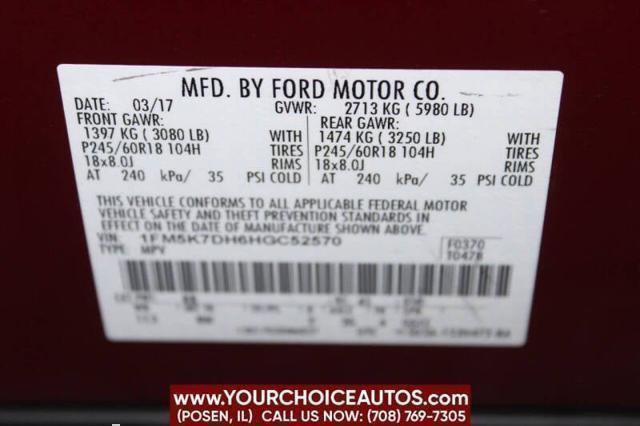 MFD. BY FORD MOTOR CO.
DATE: 03/17 GVWR: 2713 KG ( 5980 LB)
FRONT GAWR: REAR GAWR:
1397 KG ( 3080 LB) WITH 1474 KG ( 3250 LB) WITH
P245/60R18 104H TIRES P245/60R18 104H TIRES
18x8.0J RIMS 18x8.0J RIMS
AT 240 kPa/ 35 PSI COLD AT 240 kPa/ 35 PSI COLD
THIS VEHICLE CONFORMS TO ALL APPLICABLE FEDERAL MOTOR
VEHICLE SAFETY AND THEFT PREVENTION STANDARDS IN
EFFECT ON THE DATE OF MANUFACTURE SHOWN ABOVE.
VIN: 1FM5K7DH6HGC52570 F0370
TYPE: MPV T0478
WWW.YOURCHOICEAUTOS.COM
(POSEN, IL) CALL US NOW: (708) 769-7305